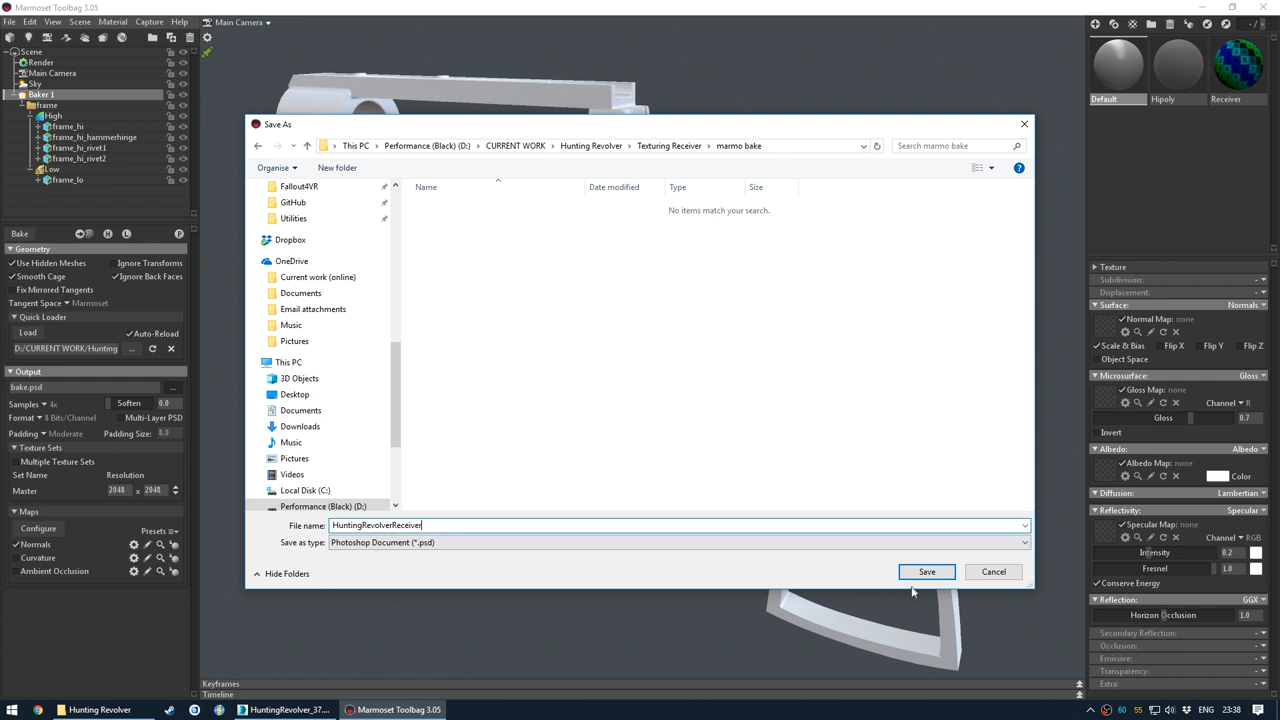 Marmoset Toolbag 3.05
File Edit View Scene Material Capture Help
Main Camera
Scene
Render
Main Camera
Sky
Baker 1
frame
High
frame_hi
frame_hi_hammerhinge
frame_hi_rivet1
frame_hi_rivet2
Low
frame_lo
Bake H L P
Geometry
Use Hidden Meshes Ignore Transforms
Smooth Cage Ignore Back Faces
Fix Mirrored Tangents
Tangent Space Marmoset
Quick Loader
Load Auto-Reload
D:/CURRENT WORK/Hunting ...
Output
bake.psd ...
Samples 4x Soften 0.0
Format 8 Bits/Channel Multi-Layer PSD
Padding Moderate Padding Size: 8.0
Texture Sets
Multiple Texture Sets
Set Name Resolution
Master 2048 x 2048
Maps
Configure Presets
Normals
Curvature
Ambient Occlusion
Save As
This PC Performance (Black) (D:) CURRENT WORK Hunting Revolver Texturing Receiver marmo bake
Search marmo bake
Organise New folder
Fallout4VR
GitHub
Utilities
Dropbox
OneDrive
Current work (online)
Documents
Email attachments
Music
Pictures
This PC
3D Objects
Desktop
Documents
Downloads
Music
Pictures
Videos
Local Disk (C:)
Performance (Black) (D:)
Name Date modified Type Size
No items match your search.
File name: HuntingRevolverReceiver
Save as type: Photoshop Document (*.psd)
Hide Folders Save Cancel
Keyframes
Timeline
- / -
Default Hipoly Receiver
Texture
Subdivision: -
Displacement: -
Surface: Normals
Normal Map: none
Scale & Bias Flip X Flip Y Flip Z
Object Space
Microsurface: Gloss
Gloss Map: none
Channel R
Gloss 0.7
Invert
Albedo: Albedo
Albedo Map: none
Color
Diffusion: Lambertian
Reflectivity: Specular
Specular Map: none
Channel RGB
Intensity 0.2
Fresnel 1.0
Conserve Energy
Reflection: GGX
Horizon Occlusion 1.0
Secondary Reflection: -
Occlusion: -
Emissive: -
Transparency: -
Extra: -
Hunting Revolver
HuntingRevolver_37....
Marmoset Toolbag 3.05
60 55
ENG 23:38